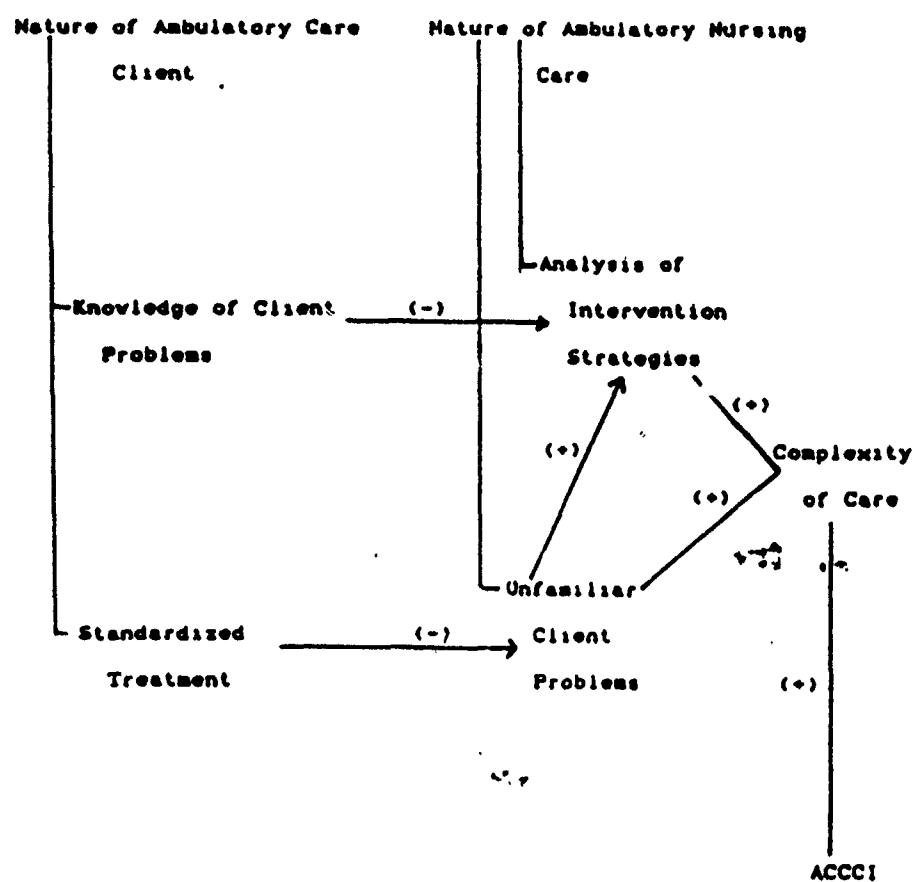 Nature of Ambulatory Care
Client
Nature of Ambulatory Nursing
Care
Analysis of
Intervention
Strategies
Knowledge of Client
Problems
(-)
(+)
(+)
(+)
Complexity
of Care
Unfamiliar
Client
Problems
Standardized
Treatment
(-)
(+)
ACCCI